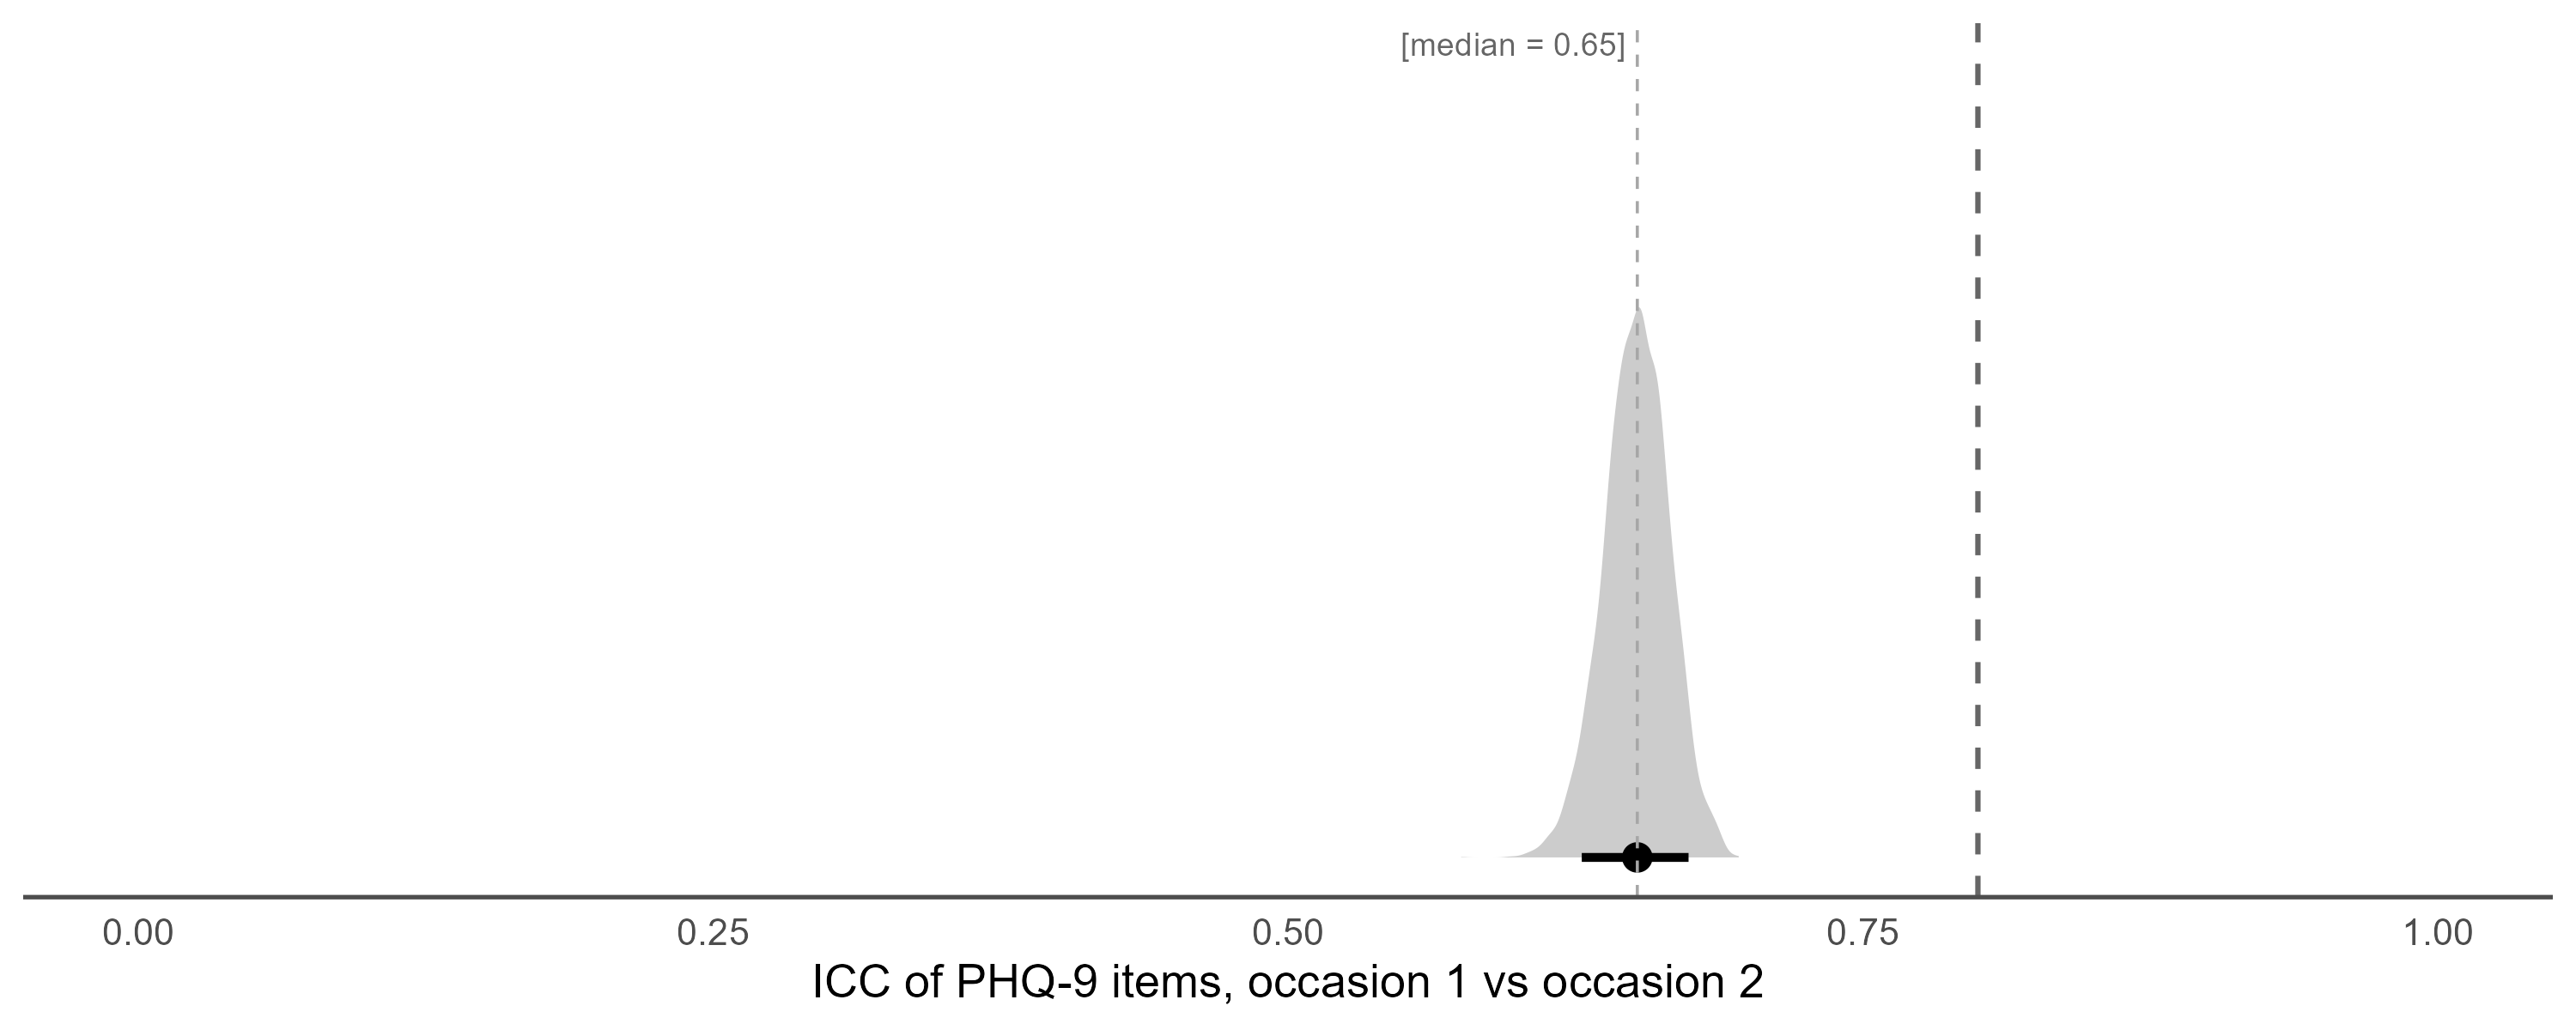 [median = 0.65]
0.00 0.25 0.50 0.75 1.00
ICC of PHQ-9 items, occasion 1 vs occasion 2